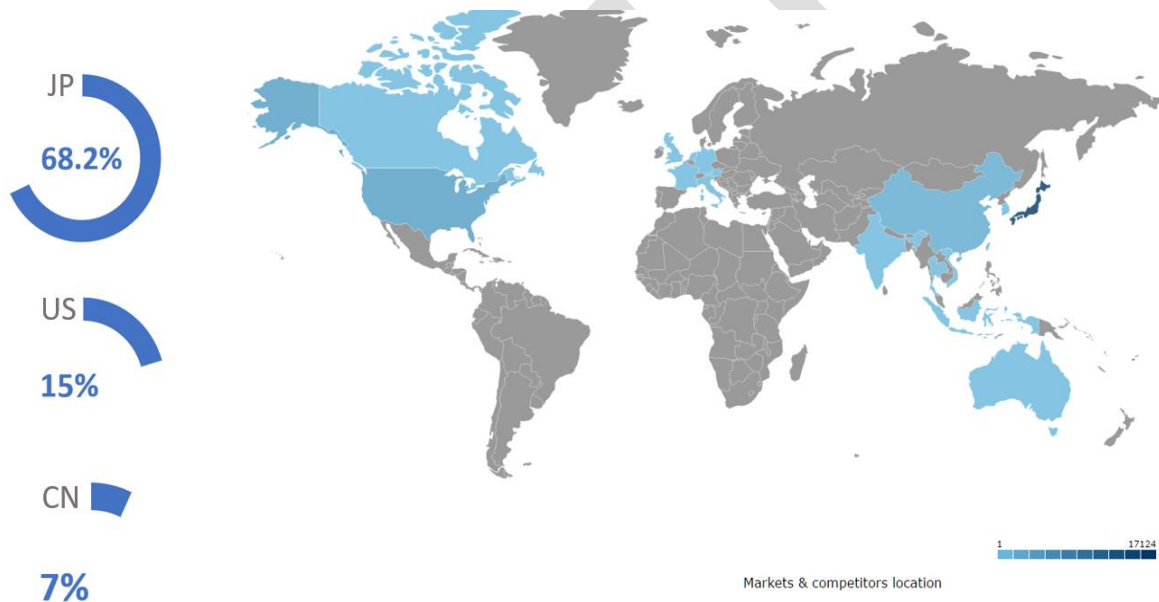 JP
68.2%
US
15%
CN
7%
1 17124
Markets & competitors location